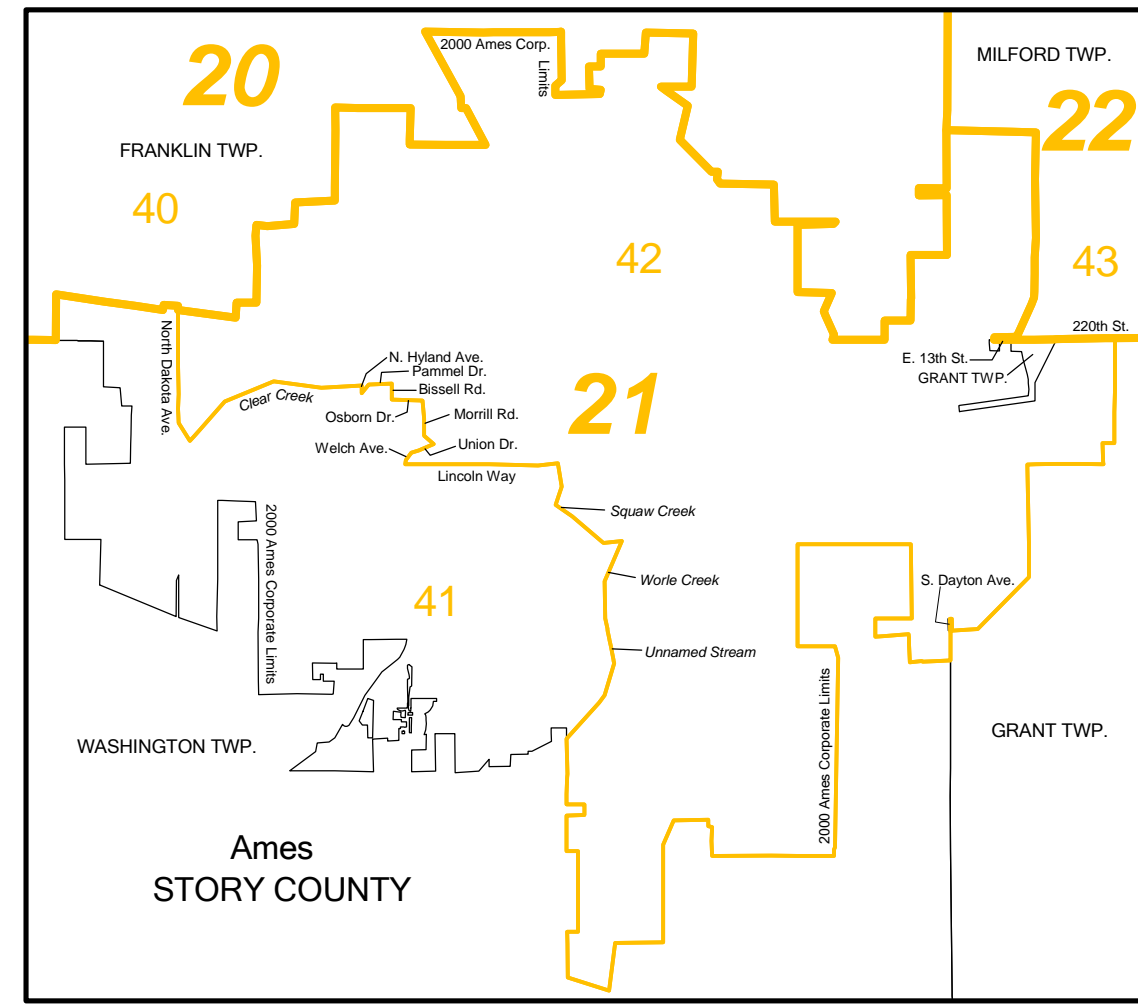 2000 Ames Corp.
Limits
20
MILFORD TWP.
22
FRANKLIN TWP.
40
42
43
220th St.
North Dakota Ave.
E. 13th St.
GRANT TWP.
N. Hyland Ave.
Pammel Dr.
Bissell Rd.
Clear Creek
21
Osborn Dr.
Morrill Rd.
Welch Ave.
Union Dr.
Lincoln Way
2000 Ames Corporate Limits
Squaw Creek
Worle Creek
S. Dayton Ave.
41
Unnamed Stream
2000 Ames Corporate Limits
WASHINGTON TWP.
GRANT TWP.
Ames
STORY COUNTY